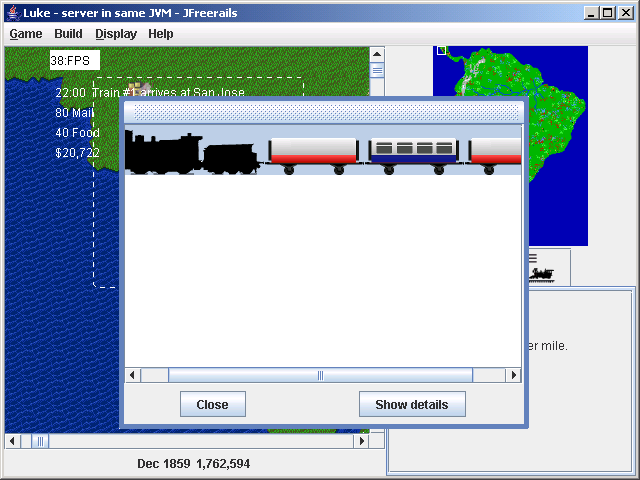 Luke - server in same JVM - JFreerails
Game Build Display Help
38:FPS
22:00 Train #1 arrives at San Jose
80 Mail
40 Food
$20,722
er mile.
Close Show details
Dec 1859 1,762,594